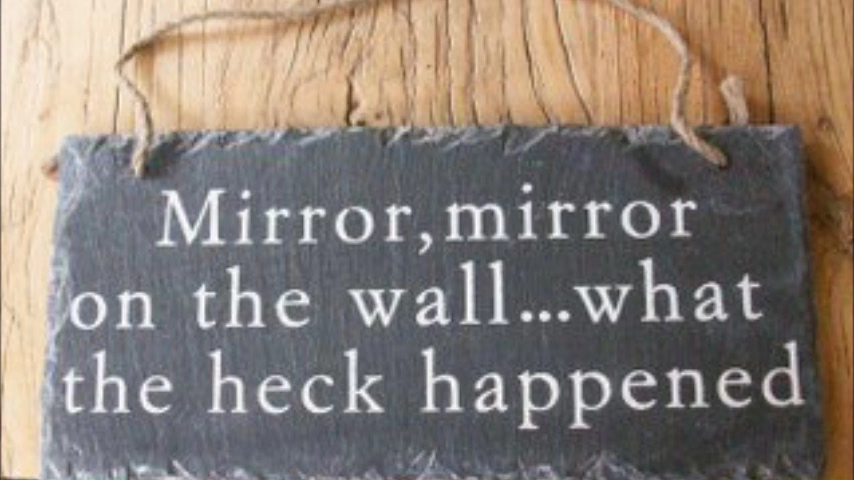 Mirror, mirror
on the wall...what
the heck happened